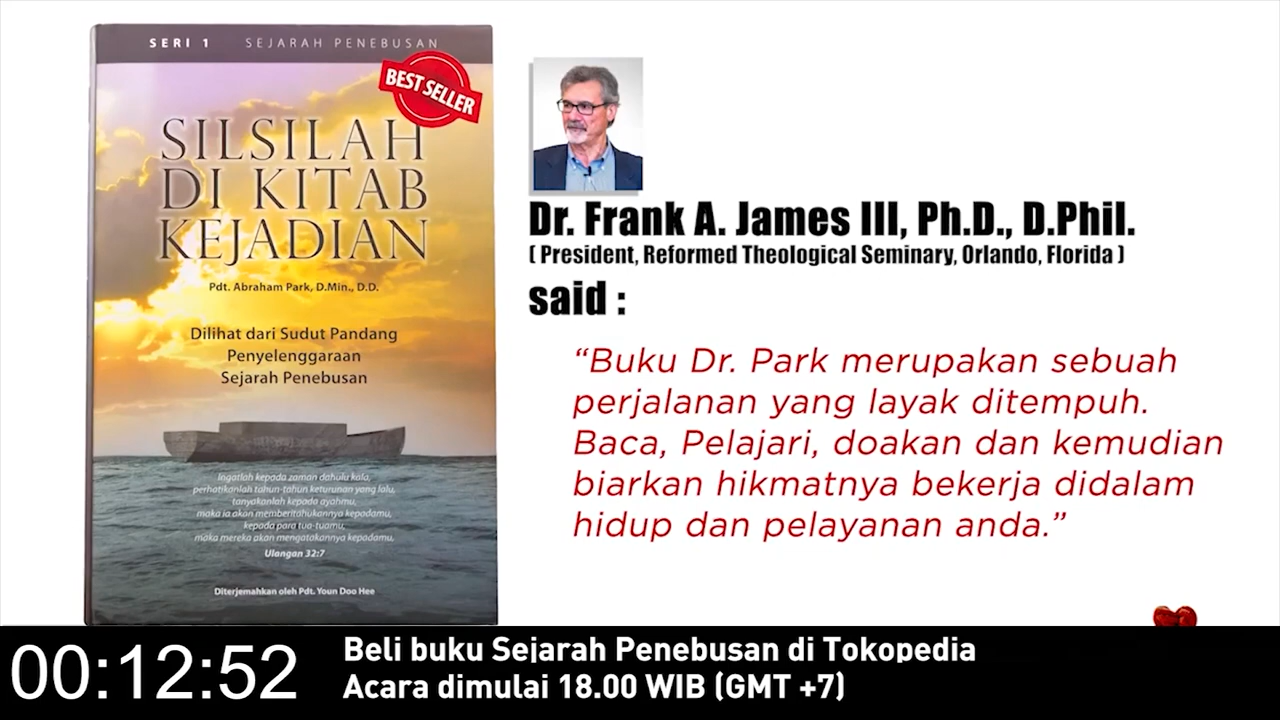 SERI 1 SEJARAH PENEBUSAN
BEST SELLER
SILSILAH
DI KITAB
KEJADIAN
Pdt. Abraham Park, D.Min., D.D.
Dilihat dari Sudut Pandang
Penyelenggaraan
Sejarah Penebusan
Ingatlah kepada zaman dahulu kala,
perhatikanlah tahun-tahun keturunan yang lalu,
tanyakanlah kepada ayahmu,
maka ia akan memberitahukannya kepadamu,
kepada para tua-tuamu,
maka mereka akan mengatakannya kepadamu,
Ulangan 32:7
Diterjemahkan oleh Pdt. Youn Doo Hee
Dr. Frank A. James III, Ph.D., D.Phil.
( President, Reformed Theological Seminary, Orlando, Florida )
said :
“Buku Dr. Park merupakan sebuah
perjalanan yang layak ditempuh.
Baca, Pelajari, doakan dan kemudian
biarkan hikmatnya bekerja didalam
hidup dan pelayanan anda.”
00:12:52
Beli buku Sejarah Penebusan di Tokopedia
Acara dimulai 18.00 WIB (GMT +7)